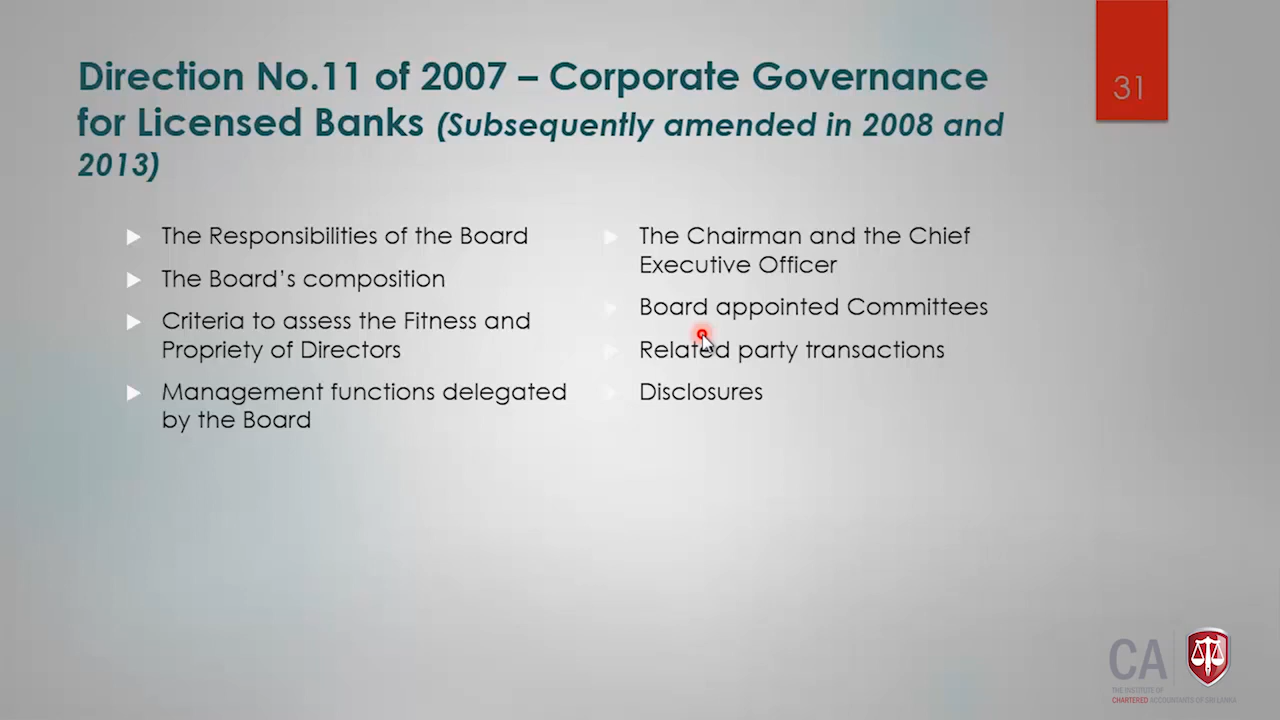 Direction No.11 of 2007 – Corporate Governance
for Licensed Banks (Subsequently amended in 2008 and
2013)
31
The Responsibilities of the Board
The Board’s composition
Criteria to assess the Fitness and
Propriety of Directors
Management functions delegated
by the Board
The Chairman and the Chief
Executive Officer
Board appointed Committees
Related party transactions
Disclosures
CA
THE INSTITUTE OF
CHARTERED ACCOUNTANTS OF SRI LANKA